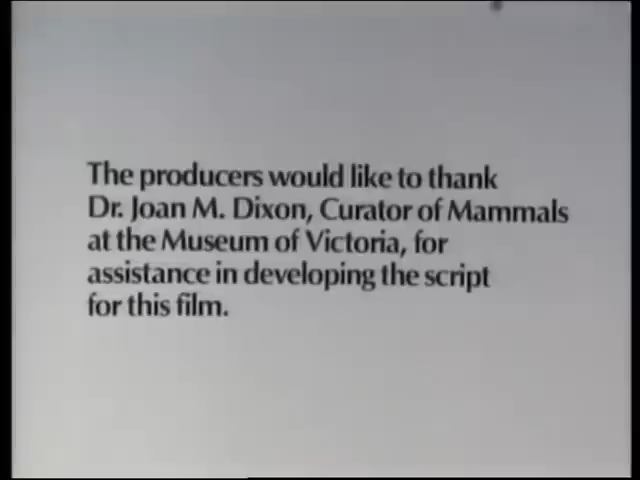 The producers would like to thank
Dr. Joan M. Dixon, Curator of Mammals
at the Museum of Victoria, for
assistance in developing the script
for this film.